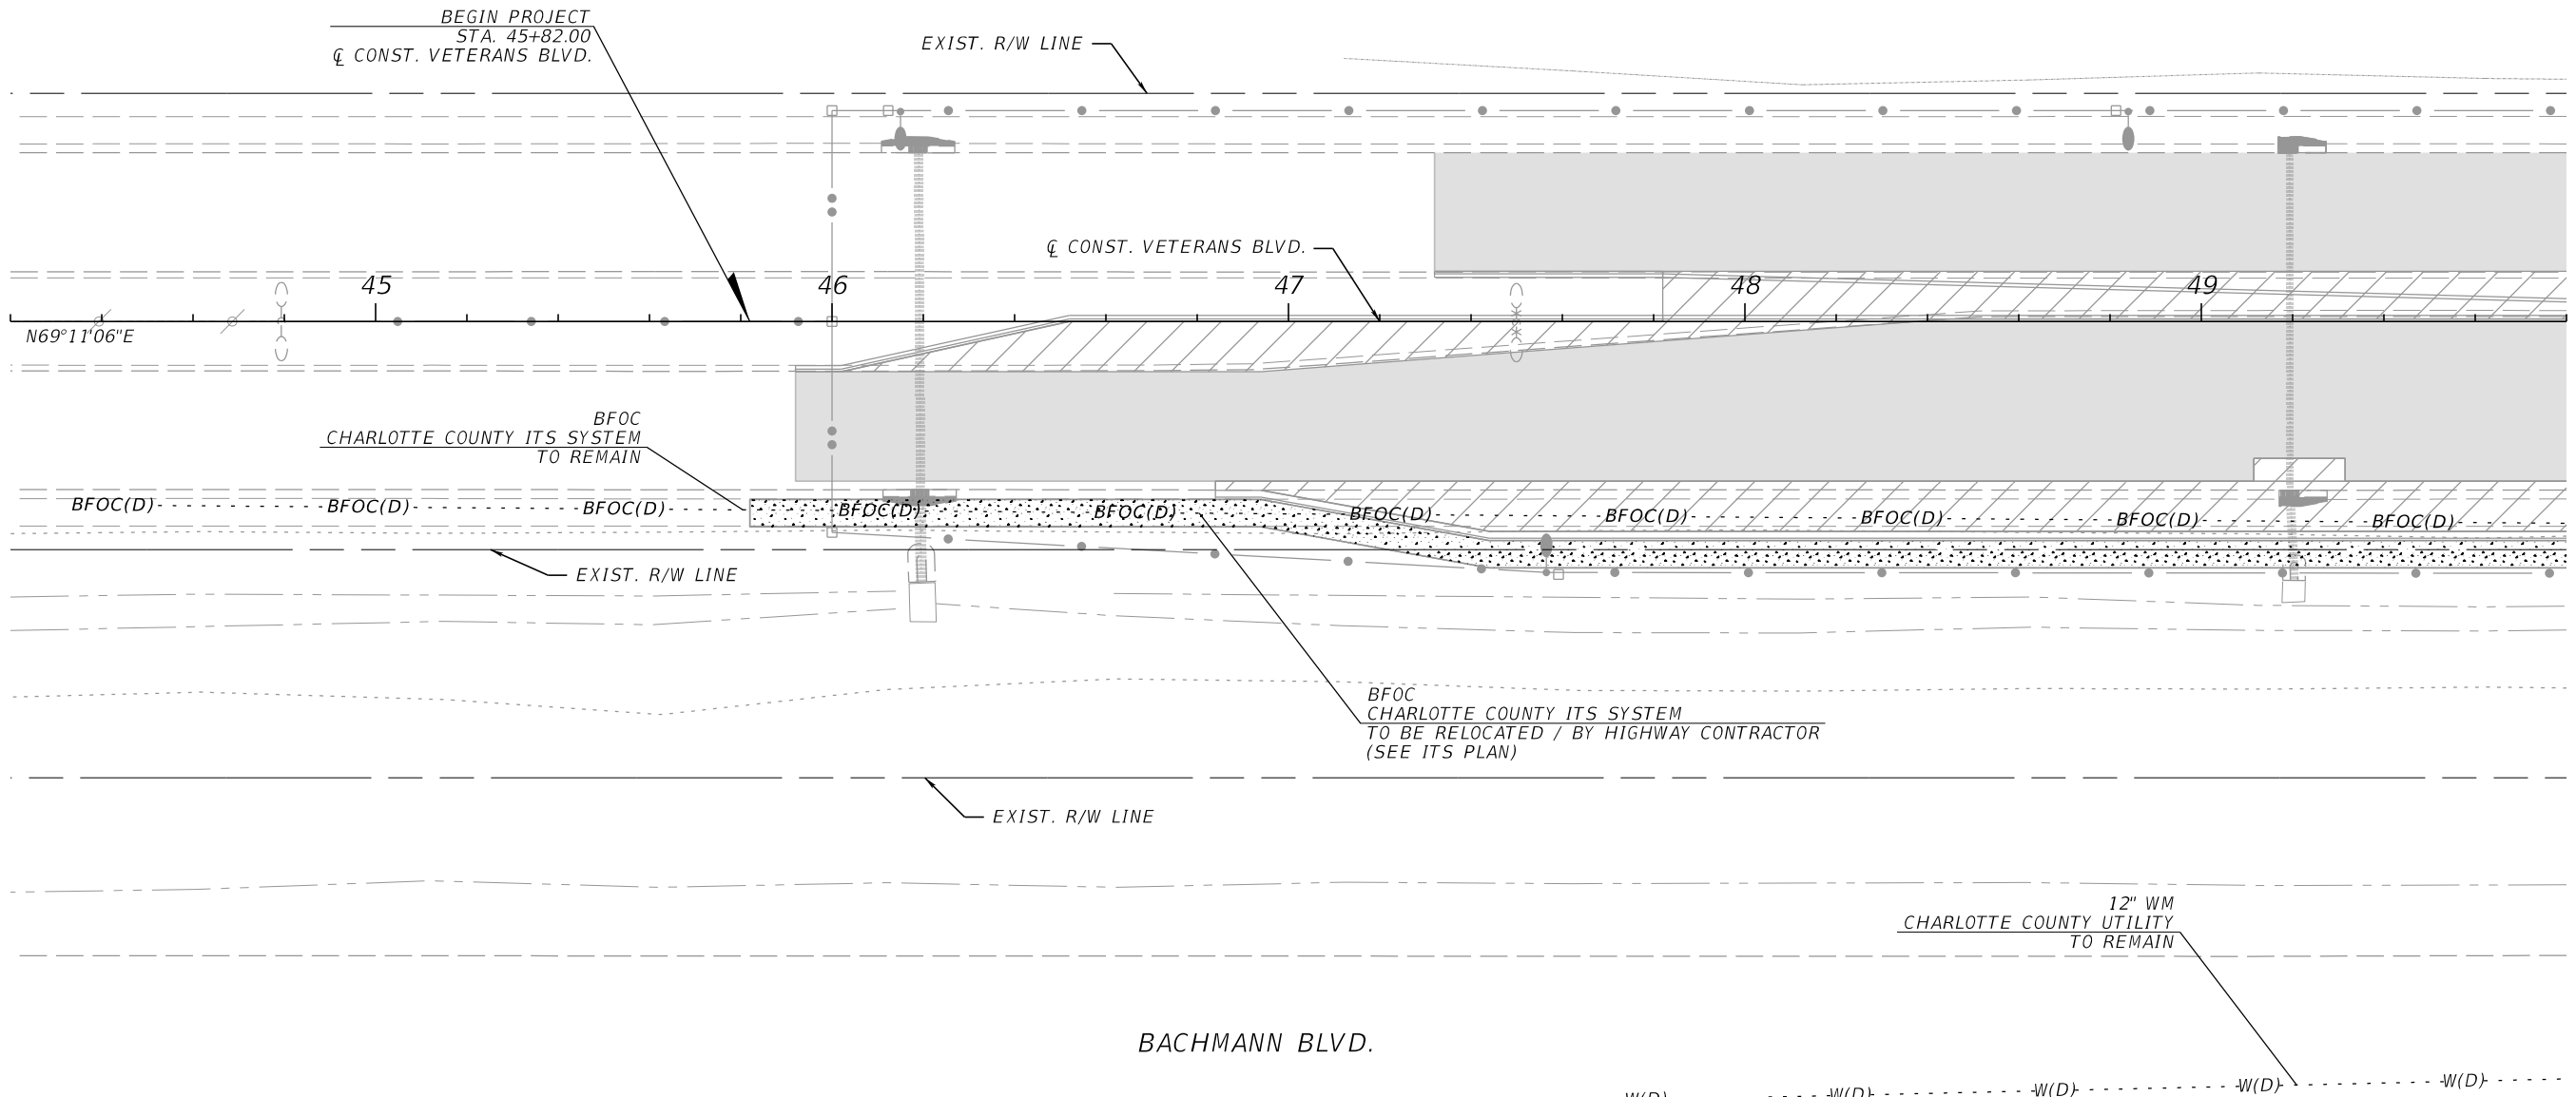 BEGIN PROJECT
STA. 45+82.00
℄ CONST. VETERANS BLVD.
EXIST. R/W LINE
℄ CONST. VETERANS BLVD.
45
46
47
48
49
N69°11'06"E
BFOC
CHARLOTTE COUNTY ITS SYSTEM
TO REMAIN
BFOC(D)
BFOC(D)
BFOC(D)
BFOC(D)
BFOC(D)
BFOC(D)
BFOC(D)
BFOC(D)
BFOC(D)
BFOC(D)
EXIST. R/W LINE
BFOC
CHARLOTTE COUNTY ITS SYSTEM
TO BE RELOCATED / BY HIGHWAY CONTRACTOR
(SEE ITS PLAN)
EXIST. R/W LINE
12" WM
CHARLOTTE COUNTY UTILITY
TO REMAIN
BACHMANN BLVD.
W(D)
W(D)
W(D)
W(D)
W(D)